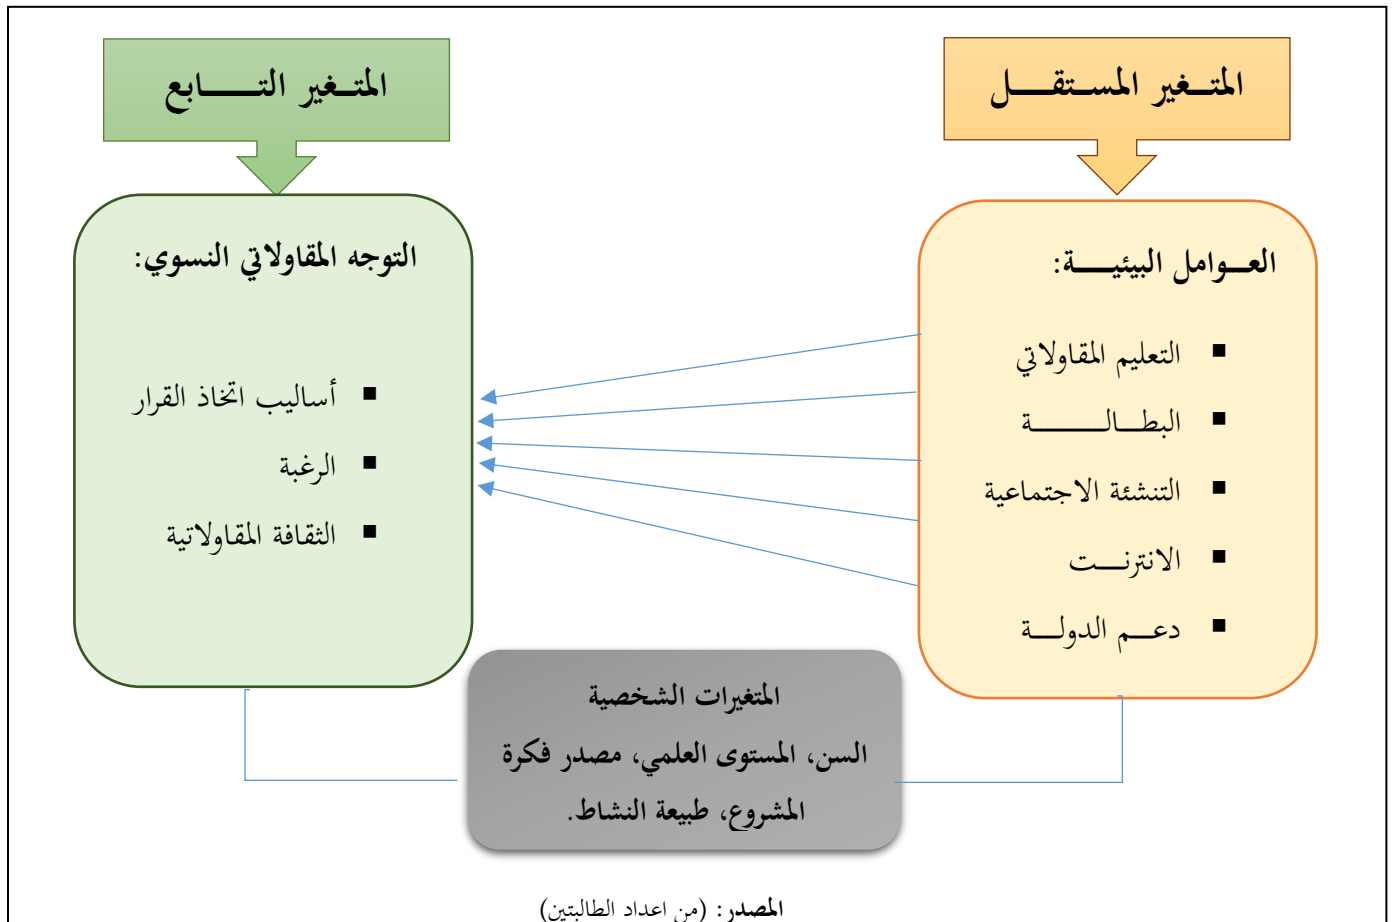 المتغير المستقل
المتغير التابع
العوامل البيئية:
التعليم المقاولاتي
البطالة
التنشئة الاجتماعية
الانترنت
دعم الدولة
التوجه المقاولاتي النسوي:
أساليب اتخاذ القرار
الرغبة
الثقافة المقاولاتية
المتغيرات الشخصية
السن، المستوى العلمي، مصدر فكرة
المشروع، طبيعة النشاط.
المصدر: (من اعداد الطالبتين)